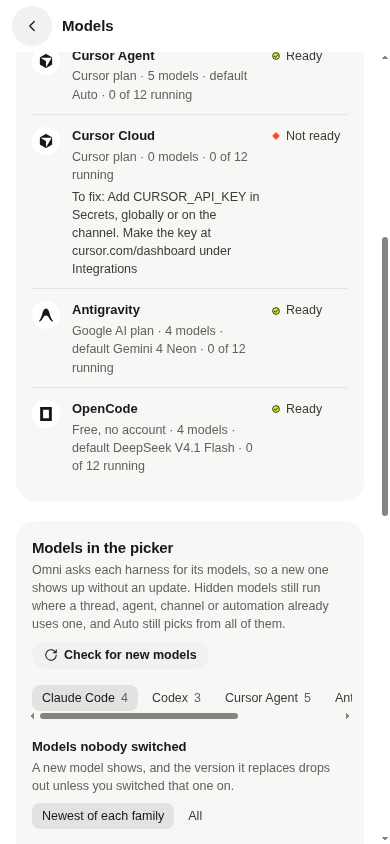 Models
Cursor Agent
Ready
Cursor plan · 5 models · default
Auto · 0 of 12 running
Cursor Cloud
Not ready
Cursor plan · 0 models · 0 of 12
running
To fix: Add CURSOR_API_KEY in
Secrets, globally or on the
channel. Make the key at
cursor.com/dashboard under
Integrations
Antigravity
Ready
Google AI plan · 4 models ·
default Gemini 4 Neon · 0 of 12
running
OpenCode
Ready
Free, no account · 4 models ·
default DeepSeek V4.1 Flash · 0
of 12 running
Models in the picker
Omni asks each harness for its models, so a new one
shows up without an update. Hidden models still run
where a thread, agent, channel or automation already
uses one, and Auto still picks from all of them.
Check for new models
Claude Code 4 Codex 3 Cursor Agent 5 Ant
Models nobody switched
A new model shows, and the version it replaces drops
out unless you switched that one on.
Newest of each family All